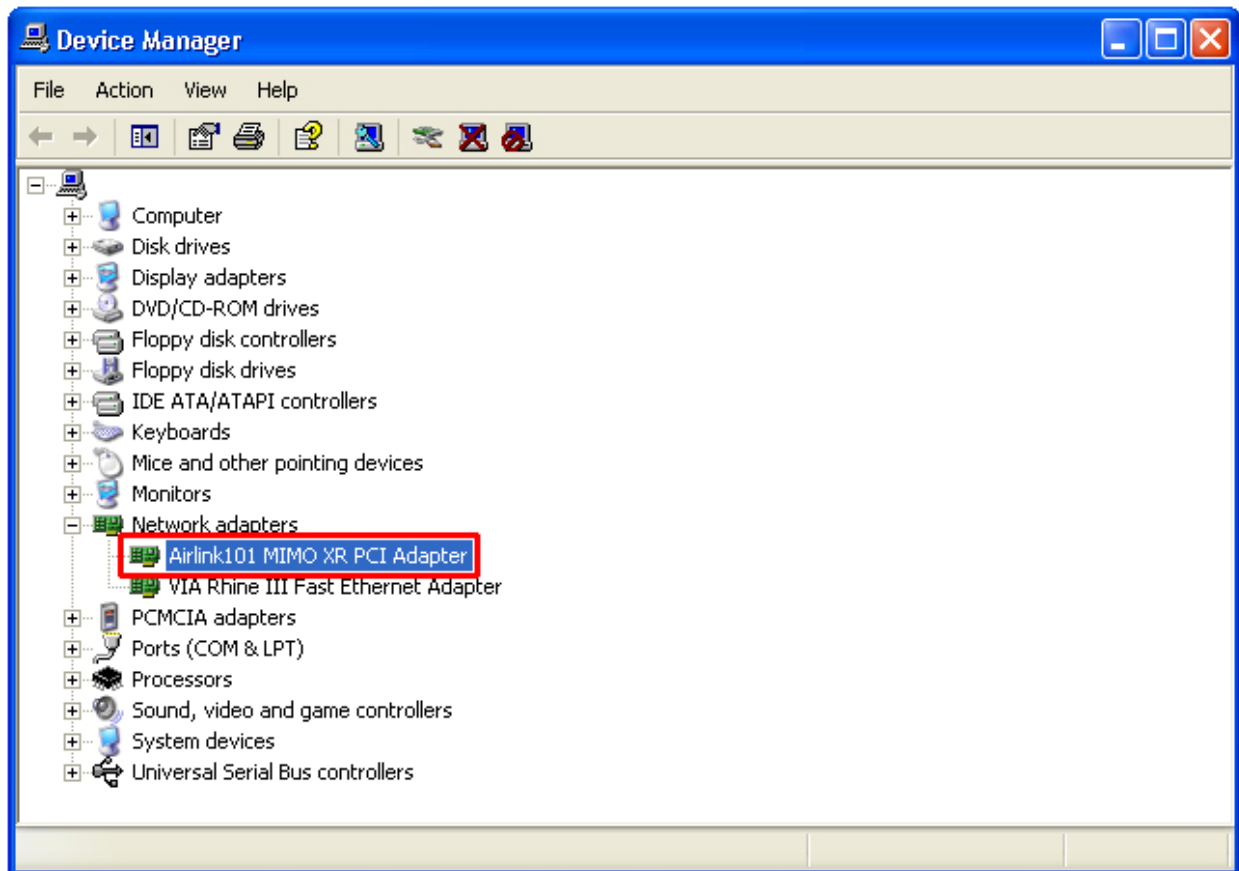 Device Manager
File Action View Help
Computer
Disk drives
Display adapters
DVD/CD-ROM drives
Floppy disk controllers
Floppy disk drives
IDE ATA/ATAPI controllers
Keyboards
Mice and other pointing devices
Monitors
Network adapters
Airlink101 MIMO XR PCI Adapter
VIA Rhine III Fast Ethernet Adapter
PCMCIA adapters
Ports (COM & LPT)
Processors
Sound, video and game controllers
System devices
Universal Serial Bus controllers